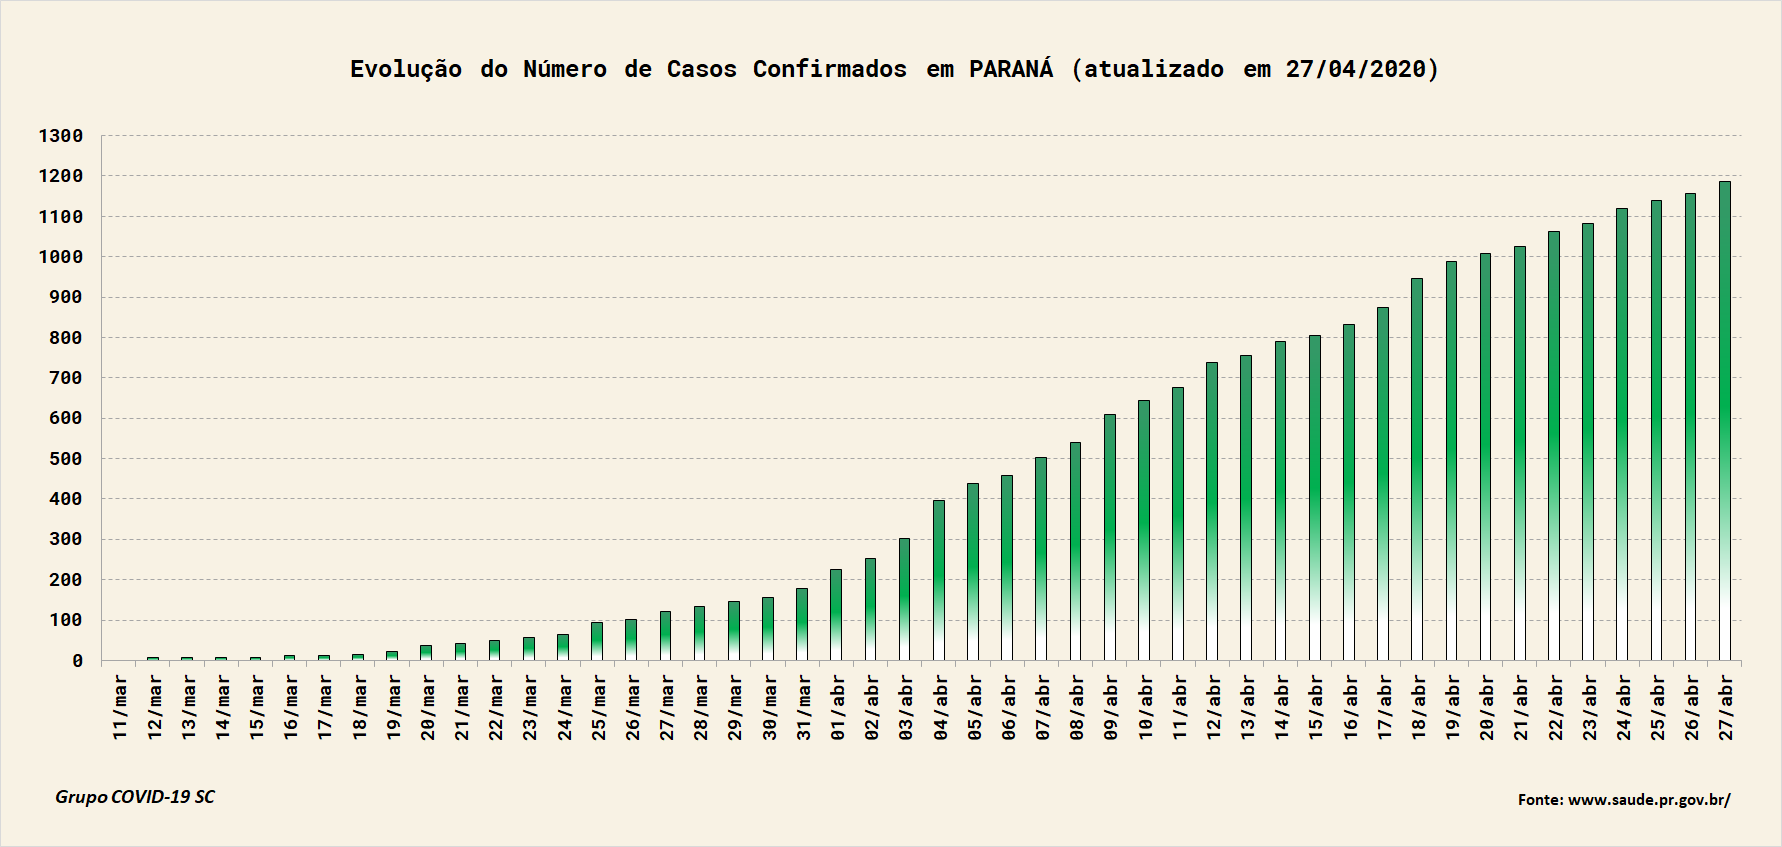 Evolução do Número de Casos Confirmados em PARANÁ (atualizado em 27/04/2020)
1300
1200
1100
1000
900
800
700
600
500
400
300
200
100
0
11/mar
12/mar
13/mar
14/mar
15/mar
16/mar
17/mar
18/mar
19/mar
20/mar
21/mar
22/mar
23/mar
24/mar
25/mar
26/mar
27/mar
28/mar
29/mar
30/mar
31/mar
01/abr
02/abr
03/abr
04/abr
05/abr
06/abr
07/abr
08/abr
09/abr
10/abr
11/abr
12/abr
13/abr
14/abr
15/abr
16/abr
17/abr
18/abr
19/abr
20/abr
21/abr
22/abr
23/abr
24/abr
25/abr
26/abr
27/abr
Grupo COVID-19 SC
Fonte: www.saude.pr.gov.br/